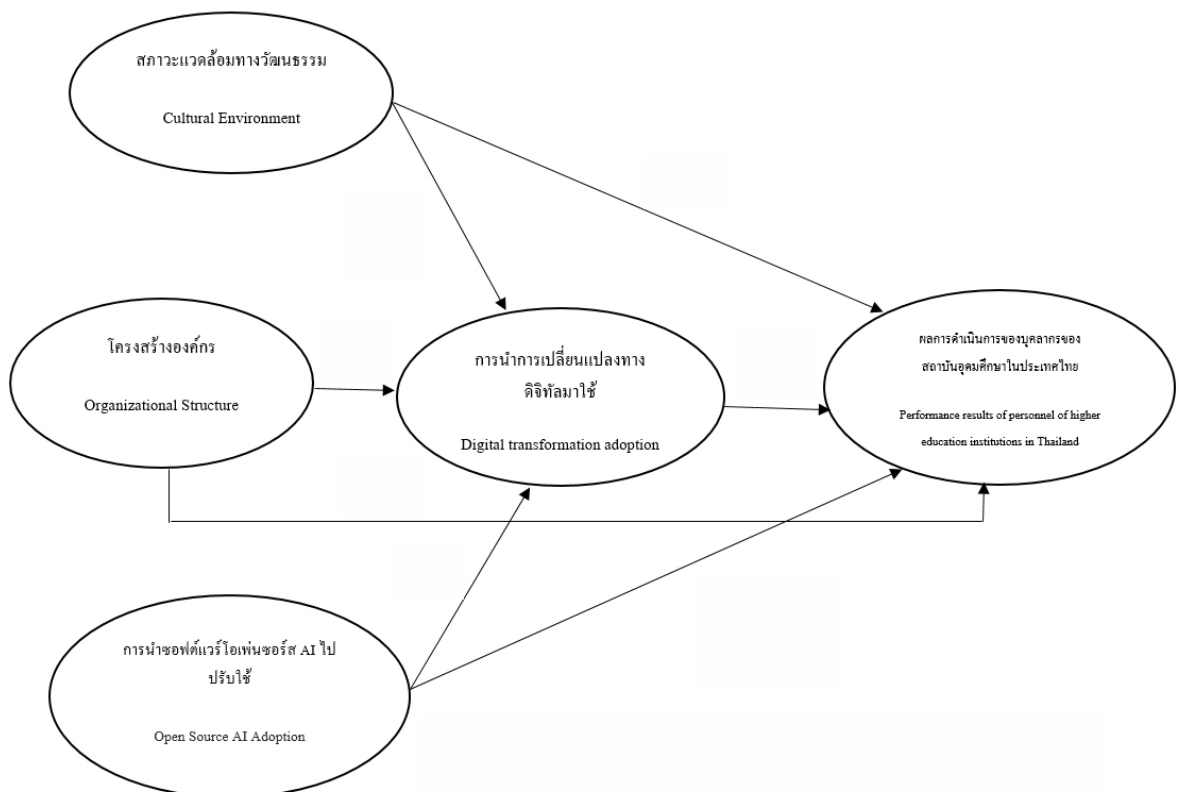 สภาวะแวดล้อมทางวัฒนธรรม
Cultural Environment
โครงสร้างองค์กร
Organizational Structure
การนำการเปลี่ยนแปลงทาง
ดิจิทัลมาใช้
Digital transformation adoption
ผลการดำเนินการของบุคลากรของ
สถาบันอุดมศึกษาในประเทศไทย
Performance results of personnel of higher
education institutions in Thailand
การนำซอฟต์แวร์โอเพ่นซอร์ส AI ไป
ปรับใช้
Open Source AI Adoption